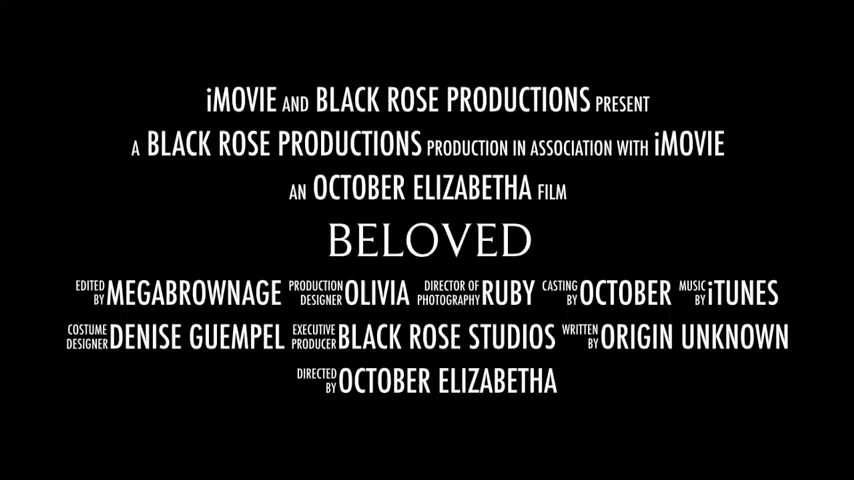 iMOVIE AND BLACK ROSE PRODUCTIONS PRESENT
A BLACK ROSE PRODUCTIONS PRODUCTION IN ASSOCIATION WITH iMOVIE
AN OCTOBER ELIZABETHA FILM
BELOVED
EDITED BY MEGABROWNAGE PRODUCTION DESIGNER OLIVIA DIRECTOR OF PHOTOGRAPHY RUBY CASTING BY OCTOBER MUSIC BY iTUNES
COSTUME DESIGNER DENISE GUEMPEL EXECUTIVE PRODUCER BLACK ROSE STUDIOS WRITTEN BY ORIGIN UNKNOWN
DIRECTED BY OCTOBER ELIZABETHA